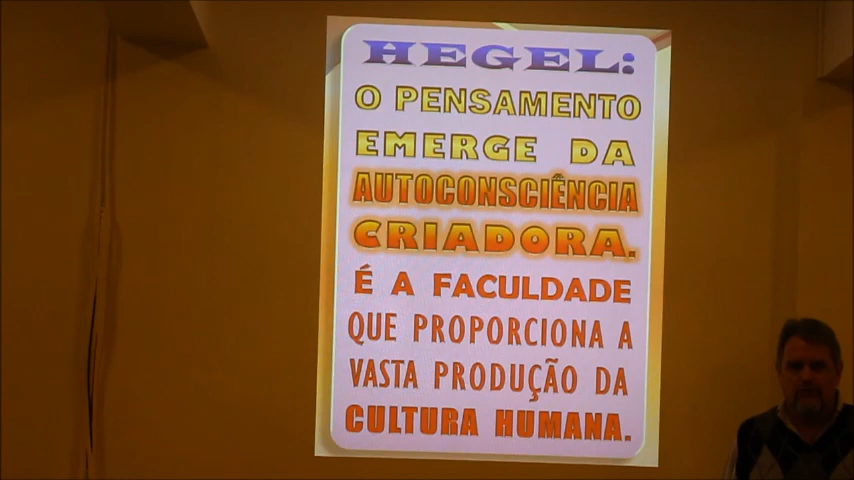 HEGEL:
O PENSAMENTO
EMERGE DA
AUTOCONSCIÊNCIA
CRIADORA.
É A FACULDADE
QUE PROPORCIONA A
VASTA PRODUÇÃO DA
CULTURA HUMANA.